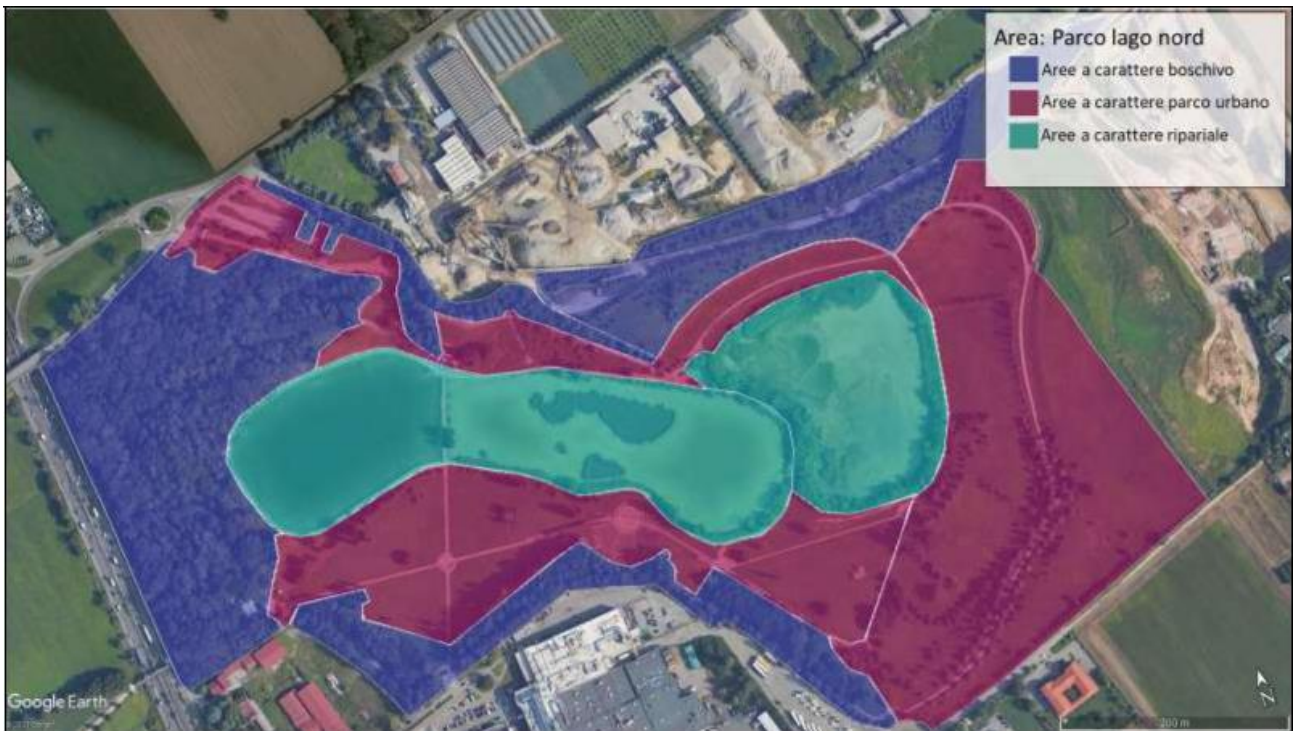 Area: Parco lago nord
Aree a carattere boschivo
Aree a carattere parco urbano
Aree a carattere ripariale
Google Earth
N
200 m